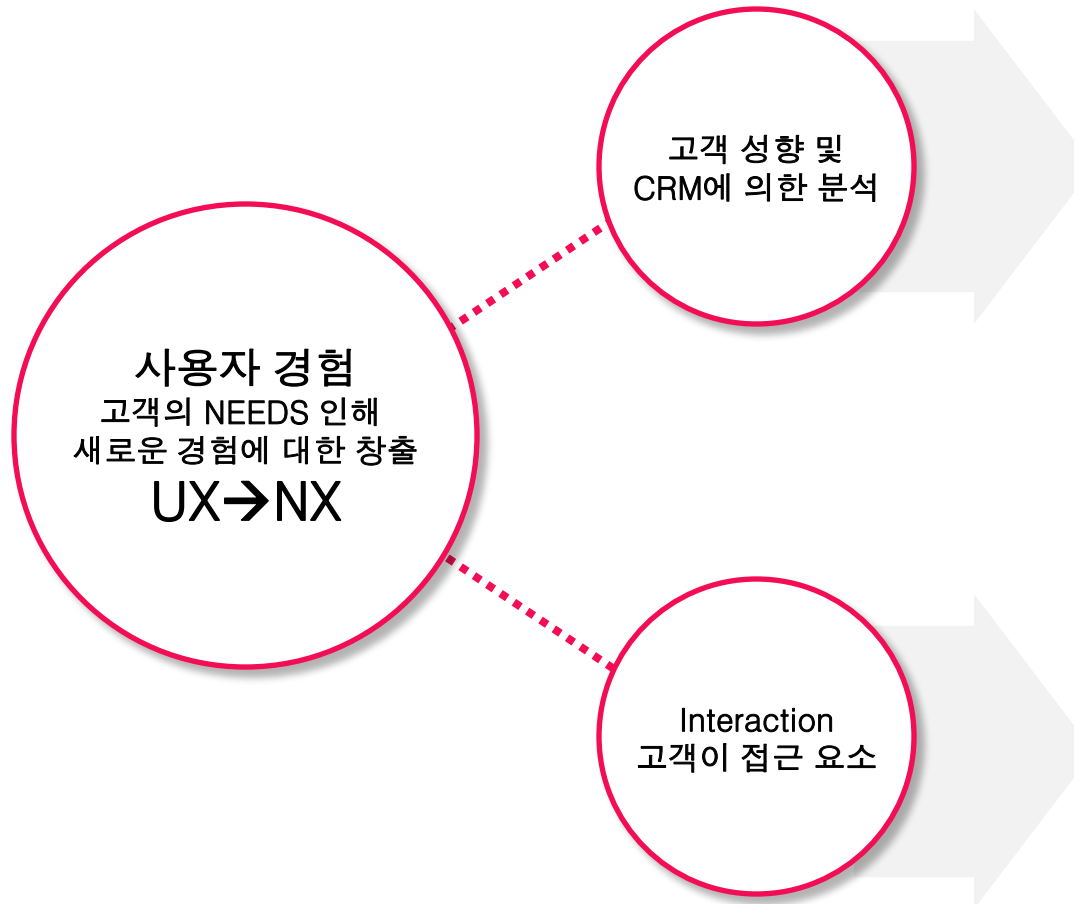 고객 성향 및
CRM에 의한 분석
사용자 경험
고객의 NEEDS 인해
새로운 경험에 대한 창출
UX→NX
Interaction
고객이 접근 요소